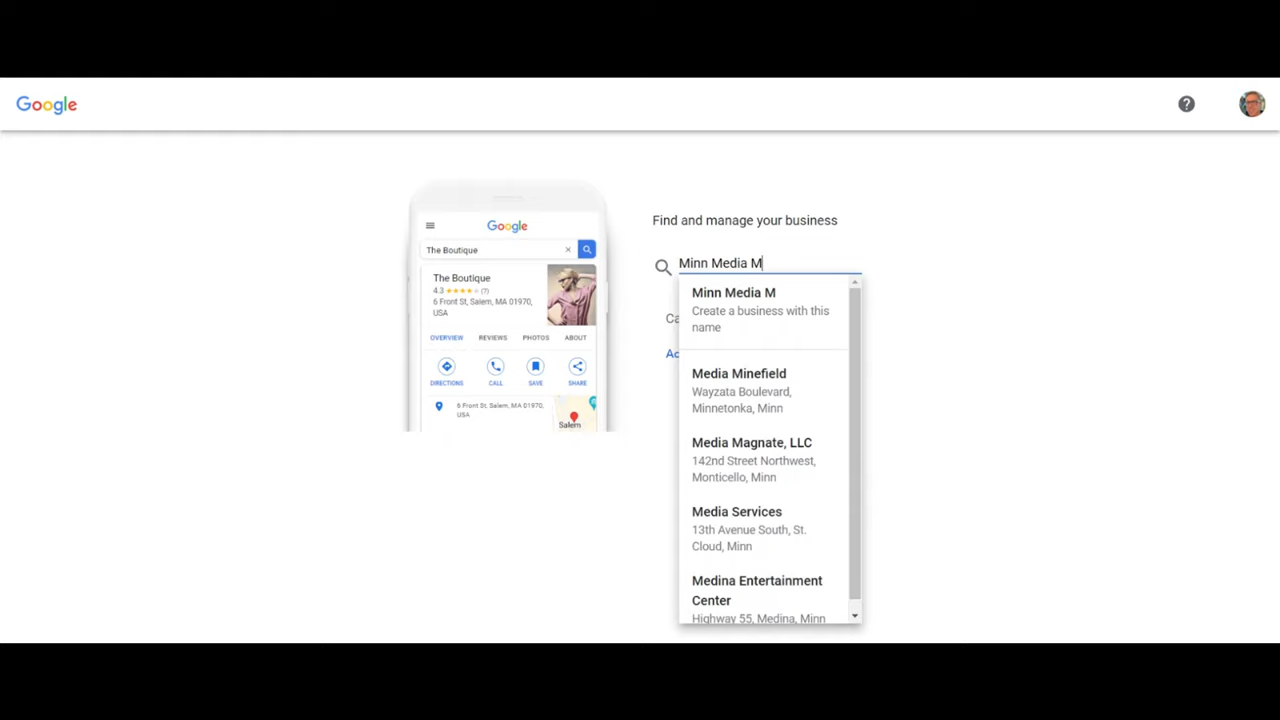 Google
?
Google
The Boutique
The Boutique
4.3 ★★★★★ (7)
6 Front St, Salem, MA 01970,
USA
OVERVIEW REVIEWS PHOTOS ABOUT
DIRECTIONS CALL SAVE SHARE
6 Front St, Salem, MA 01970,
USA
Salem
Find and manage your business
Minn Media M
Ca
Ac
Minn Media M
Create a business with this
name
Media Minefield
Wayzata Boulevard,
Minnetonka, Minn
Media Magnate, LLC
142nd Street Northwest,
Monticello, Minn
Media Services
13th Avenue South, St.
Cloud, Minn
Medina Entertainment
Center
Highway 55, Medina, Minn